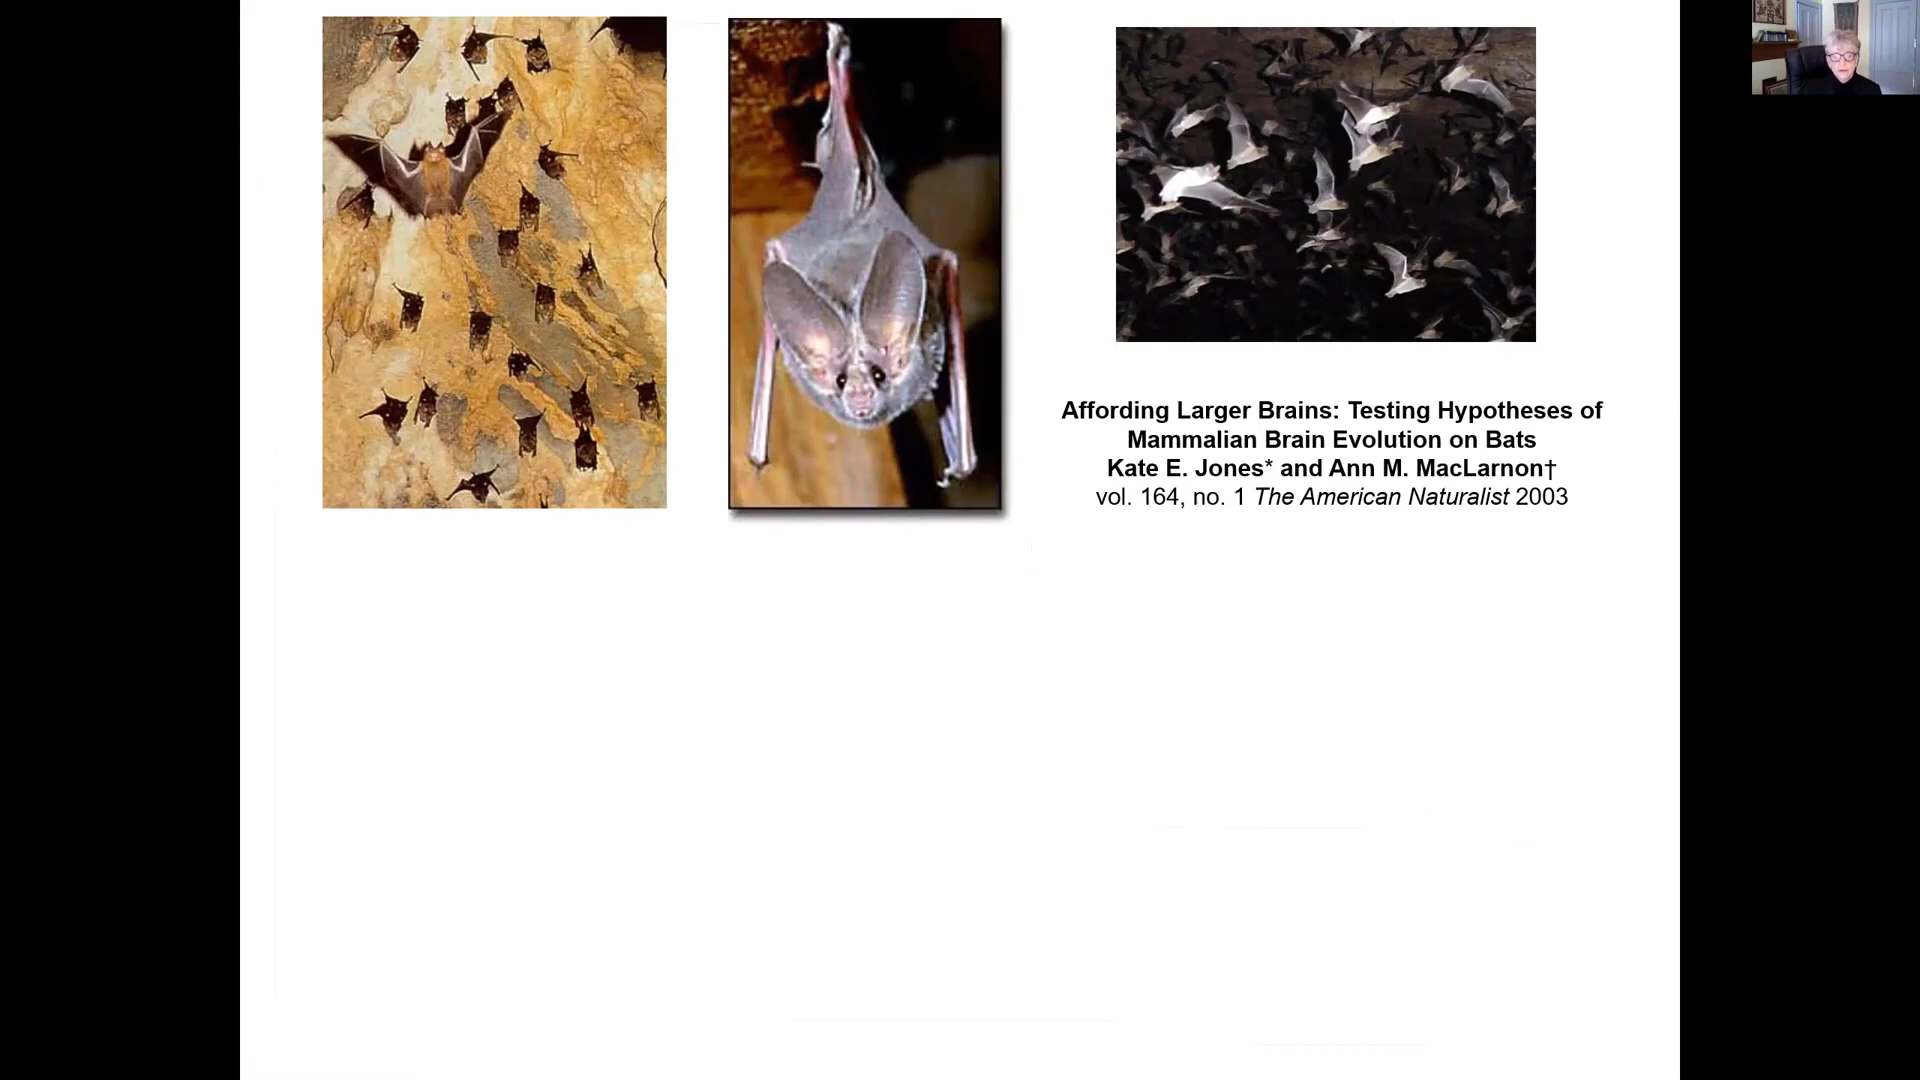 Affording Larger Brains: Testing Hypotheses of
Mammalian Brain Evolution on Bats
Kate E. Jones* and Ann M. MacLarnon†
vol. 164, no. 1 The American Naturalist 2003